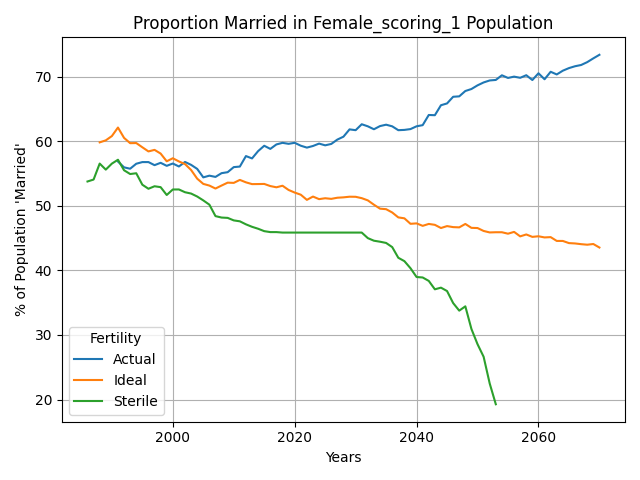 Proportion Married in Female_scoring_1 Population
% of Population 'Married'
70
60
50
40
30
20
Fertility
Actual
Ideal
Sterile
2000 2020 2040 2060
Years